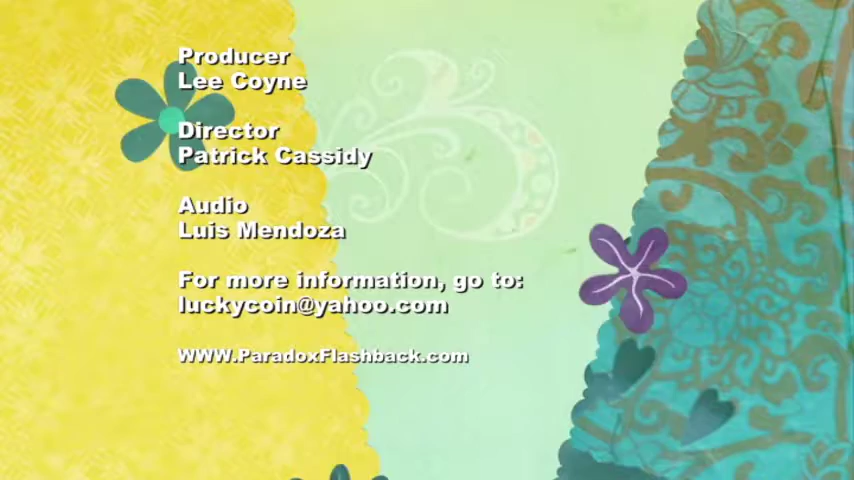 Producer
Lee Coyne
Director
Patrick Cassidy
Audio
Luis Mendoza
For more information, go to:
luckycoin@yahoo.com
WWW.ParadoxFlashback.com